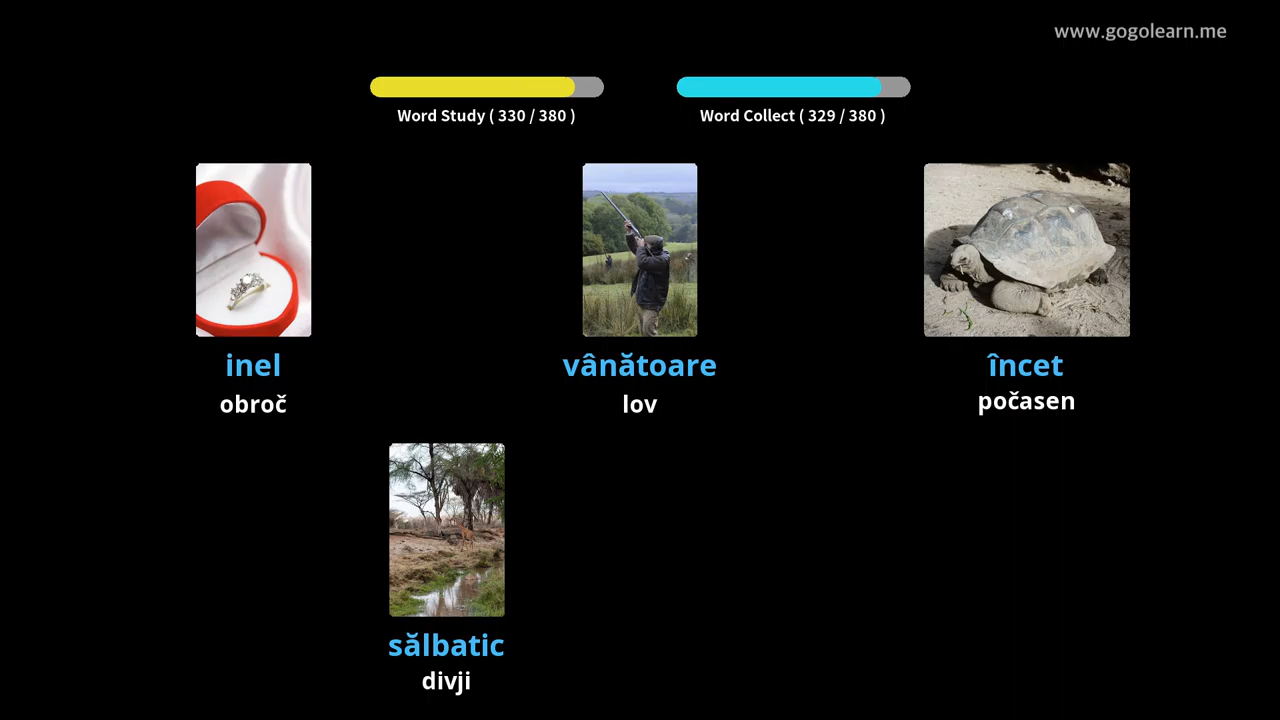 www.gogolearn.me
Word Study ( 330 / 380 )
Word Collect ( 329 / 380 )
inel
obroč
vânătoare
lov
încet
počasen
sălbatic
divji